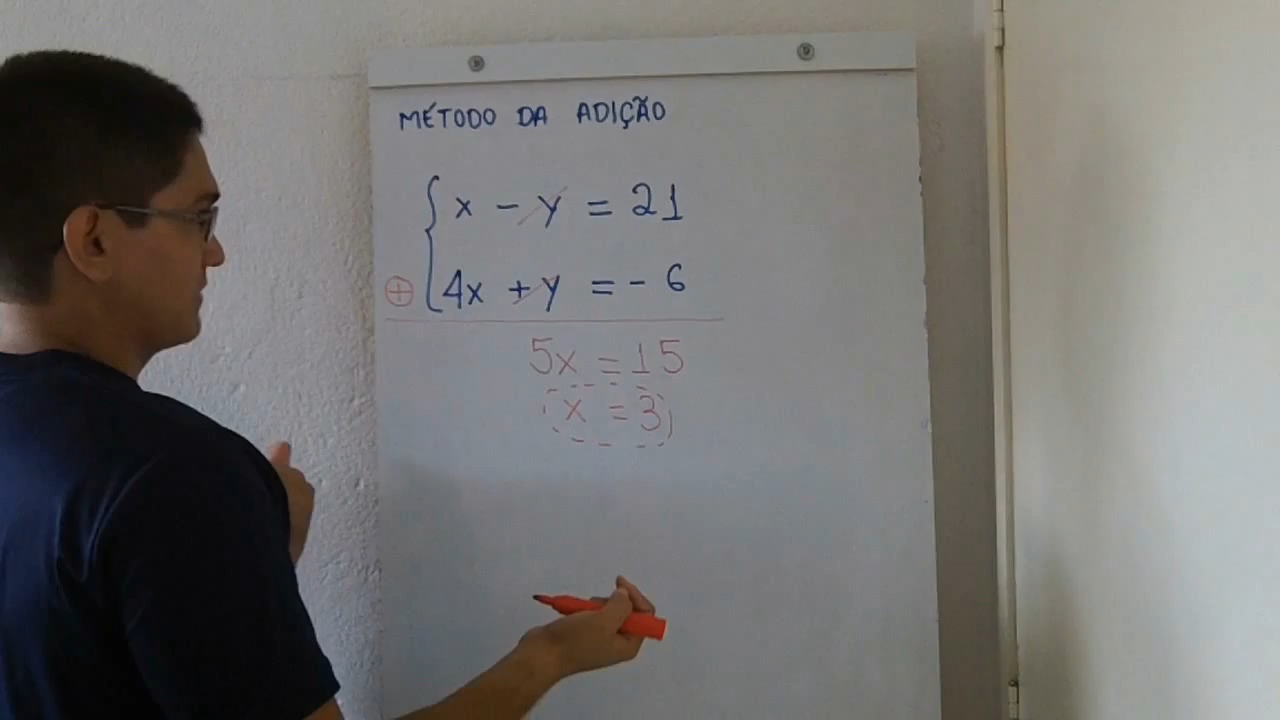 MÉTODO DA ADIÇÃO
x - y = 21
⊕ 4x + y = - 6
5x = 15
x = 3